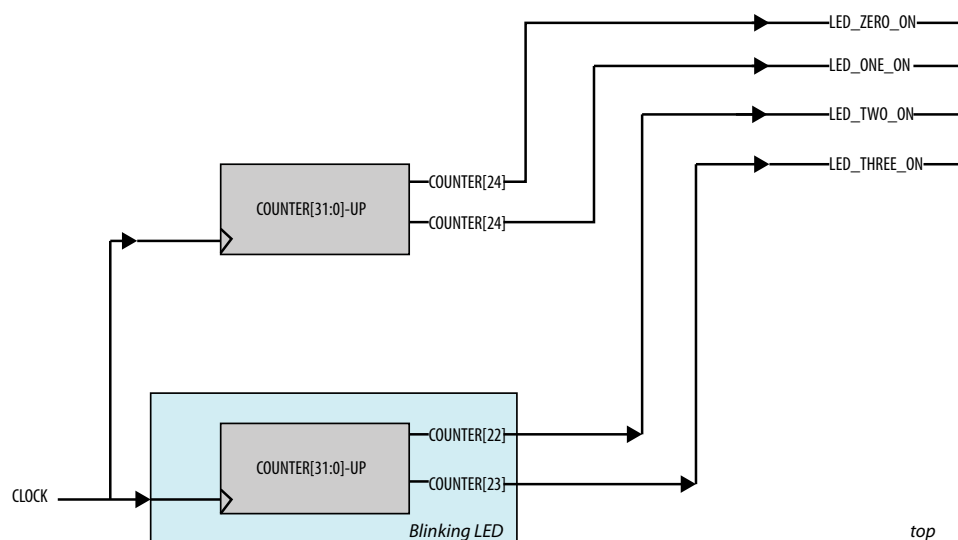 LED_ZERO_ON
LED_ONE_ON
LED_TWO_ON
LED_THREE_ON
COUNTER[31:0]-UP
COUNTER[24]
COUNTER[24]
COUNTER[31:0]-UP
COUNTER[22]
COUNTER[23]
CLOCK
Blinking LED
top